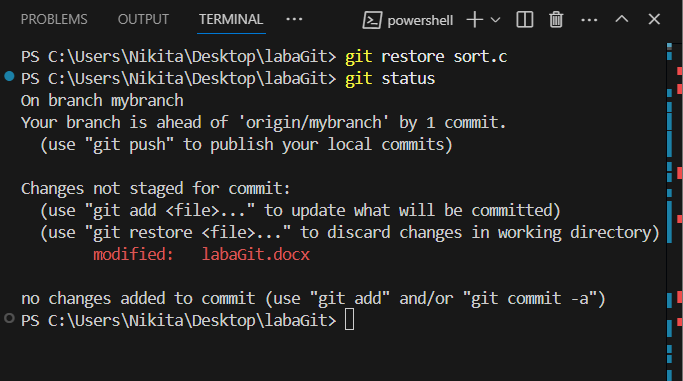 PROBLEMS OUTPUT TERMINAL ... powershell
PS C:\Users\Nikita\Desktop\labaGit> git restore sort.c
PS C:\Users\Nikita\Desktop\labaGit> git status
On branch mybranch
Your branch is ahead of 'origin/mybranch' by 1 commit.
  (use "git push" to publish your local commits)

Changes not staged for commit:
  (use "git add <file>..." to update what will be committed)
  (use "git restore <file>..." to discard changes in working directory)
        modified:   labaGit.docx

no changes added to commit (use "git add" and/or "git commit -a")
PS C:\Users\Nikita\Desktop\labaGit>